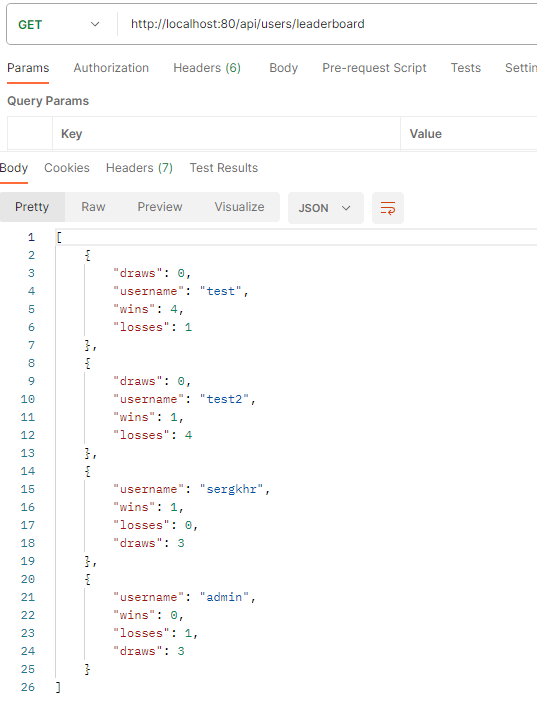 GET http://localhost:80/api/users/leaderboard
Params Authorization Headers (6) Body Pre-request Script Tests Settin
Query Params
Key Value
Body Cookies Headers (7) Test Results
Pretty Raw Preview Visualize JSON
1 [
2 {
3 "draws": 0,
4 "username": "test",
5 "wins": 4,
6 "losses": 1
7 },
8 {
9 "draws": 0,
10 "username": "test2",
11 "wins": 1,
12 "losses": 4
13 },
14 {
15 "username": "sergkhr",
16 "wins": 1,
17 "losses": 0,
18 "draws": 3
19 },
20 {
21 "username": "admin",
22 "wins": 0,
23 "losses": 1,
24 "draws": 3
25 }
26 ]